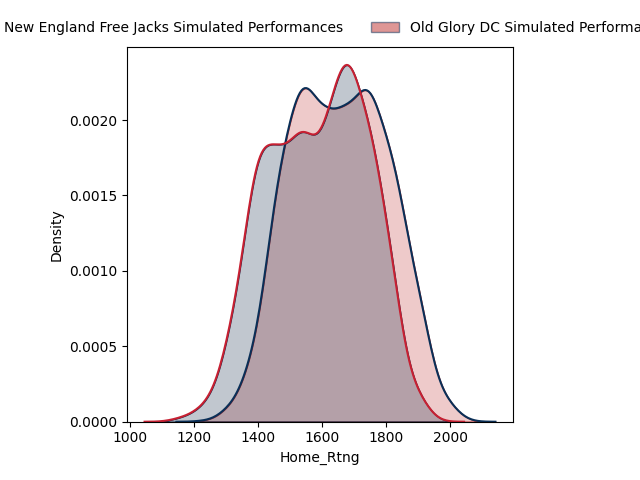 New England Free Jacks Simulated Performances Old Glory DC Simulated
0.0020
0.0015
0.0010
0.0005
0.0000
Density
1000 1200 1400 1600 1800 2000
Home_Rtng